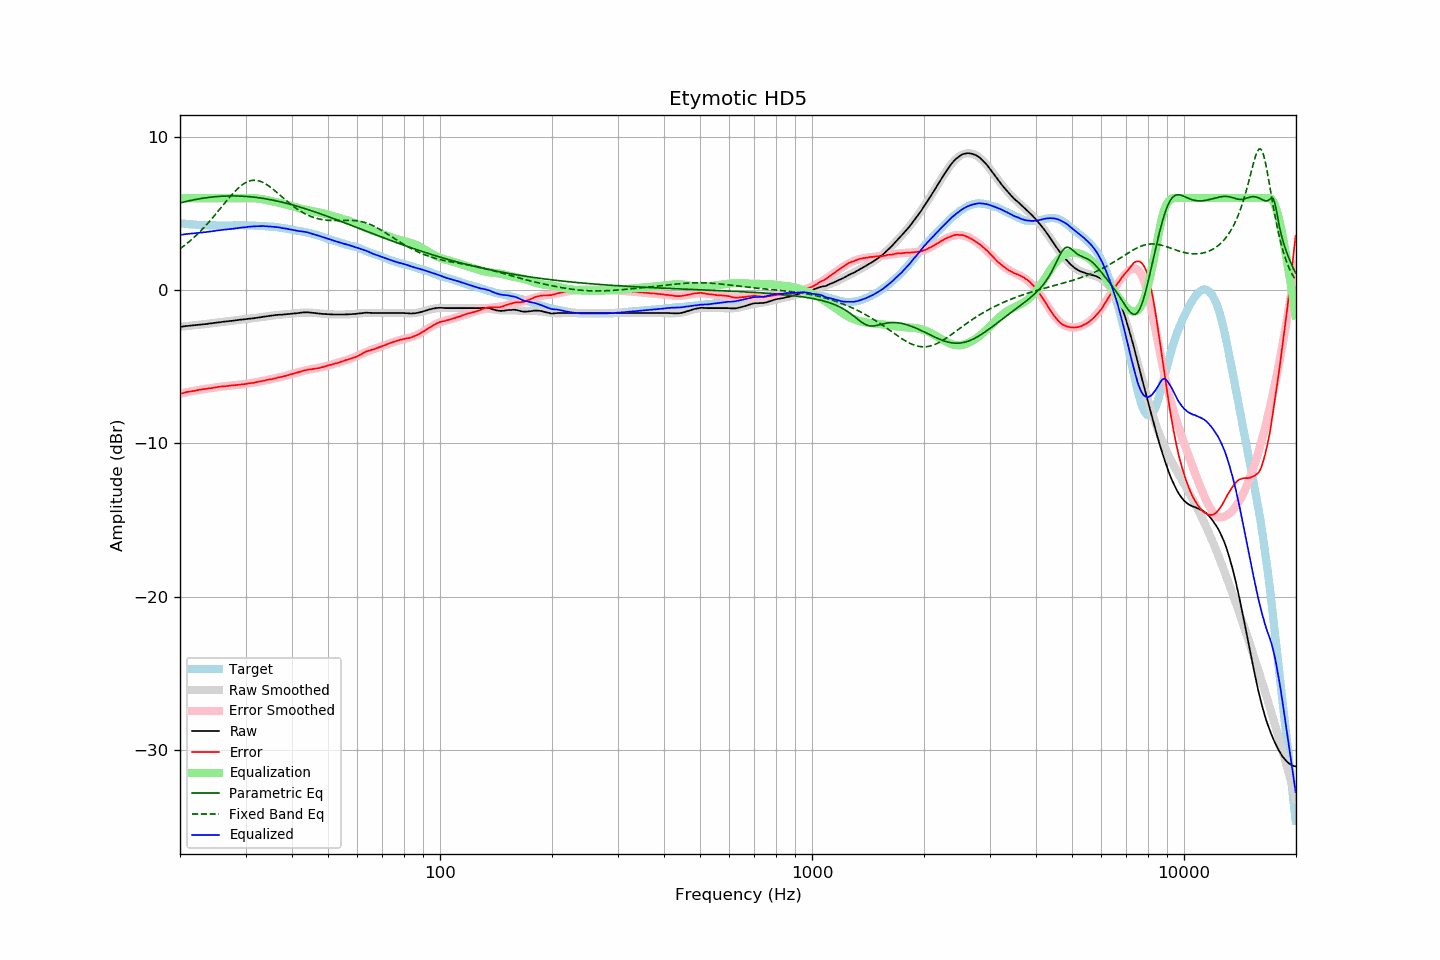 Etymotic HD5
10
0
−10
−20
−30
Amplitude (dBr)
Target
Raw Smoothed
Error Smoothed
Raw
Error
Equalization
Parametric Eq
Fixed Band Eq
Equalized
100
1000
10000
Frequency (Hz)